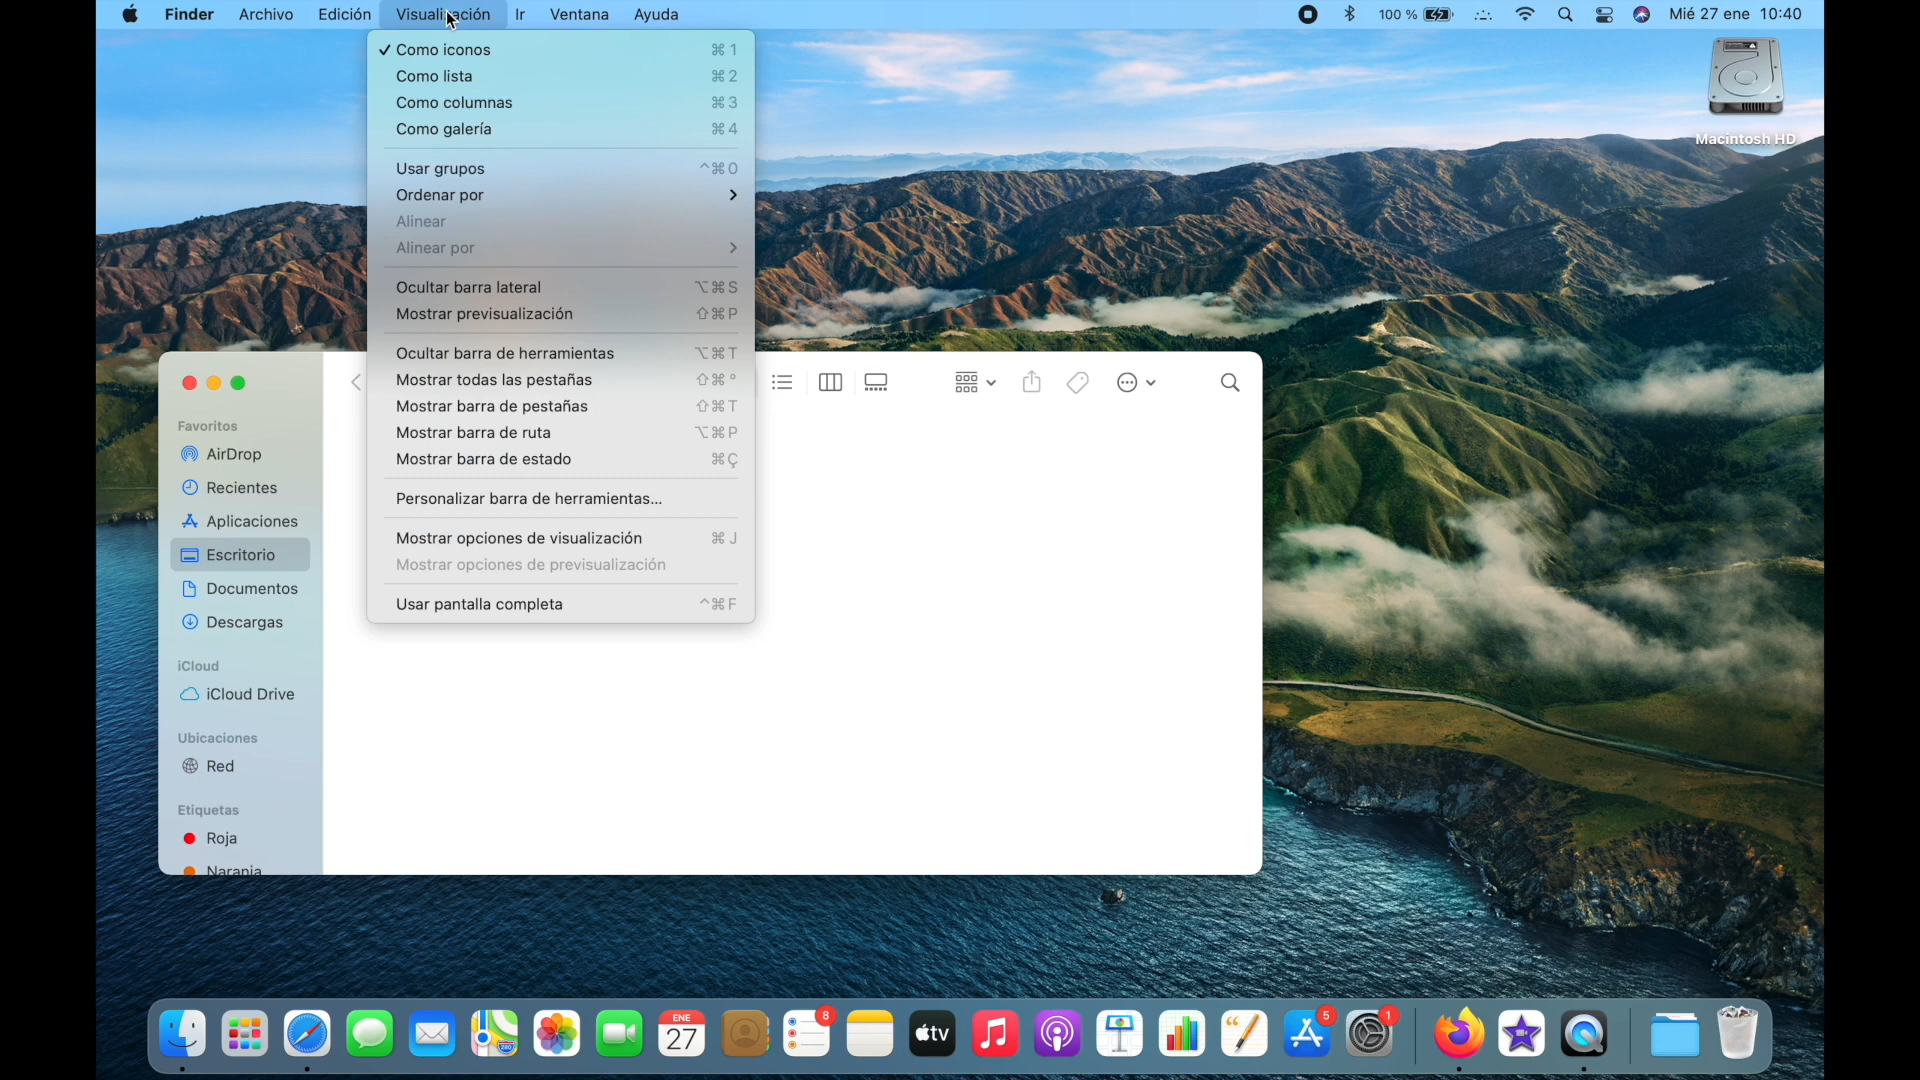 Finder Archivo Edición Visualización Ir Ventana Ayuda 100 % Mié 27 ene 10:40
✓ Como iconos ⌘ 1
Como lista ⌘ 2
Como columnas ⌘ 3
Como galería ⌘ 4
Usar grupos ^⌘ 0
Ordenar por
Alinear
Alinear por
Ocultar barra lateral ⌥⌘ S
Mostrar previsualización ⇧⌘ P
Ocultar barra de herramientas ⌥⌘ T
Mostrar todas las pestañas ⇧⌘ º
Mostrar barra de pestañas ⇧⌘ T
Mostrar barra de ruta ⌥⌘ P
Mostrar barra de estado ⌘ Ç
Personalizar barra de herramientas...
Mostrar opciones de visualización ⌘ J
Mostrar opciones de previsualización
Usar pantalla completa ^⌘ F
Macintosh HD
Favoritos
AirDrop
Recientes
Aplicaciones
Escritorio
Documentos
Descargas
iCloud
iCloud Drive
Ubicaciones
Red
Etiquetas
Roja
Naranja
280
ENE
27
8
tv
5
1